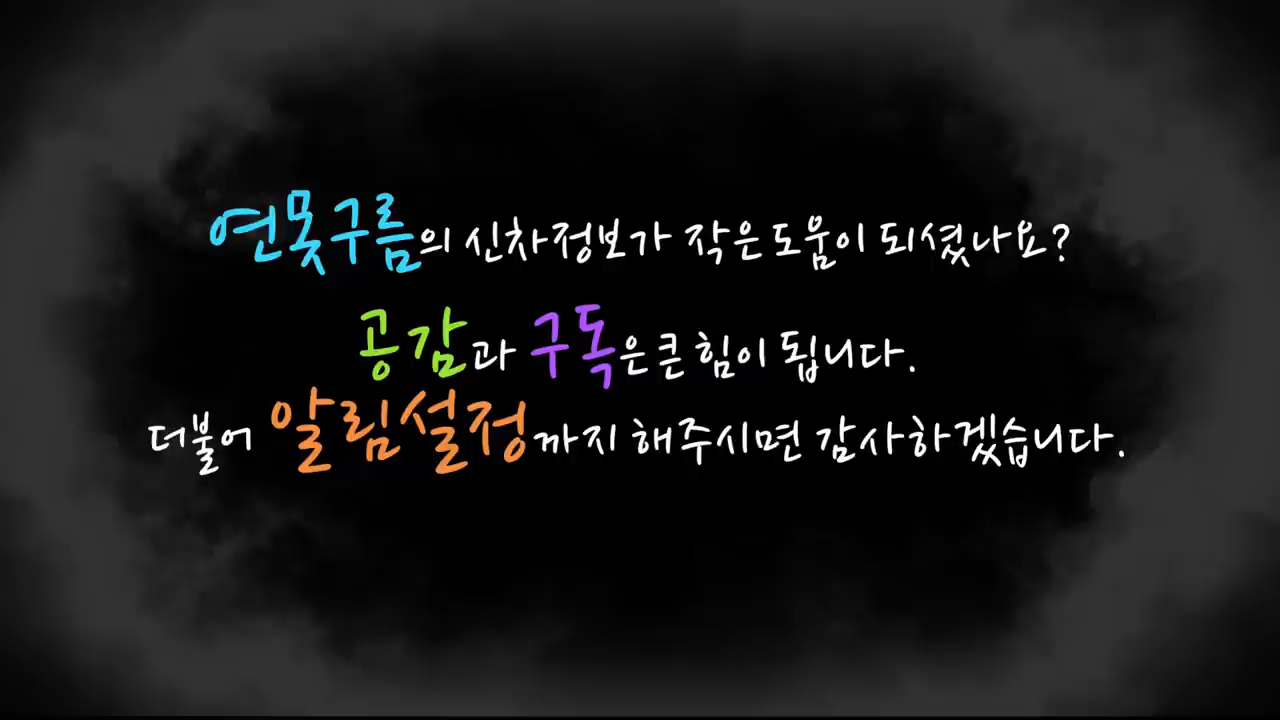 연못구름의 신차정보가 작은도움이 되셨나요?
공감과 구독은 큰 힘이 됩니다.
더불어 알림설정까지 해주시면 감사하겠습니다.